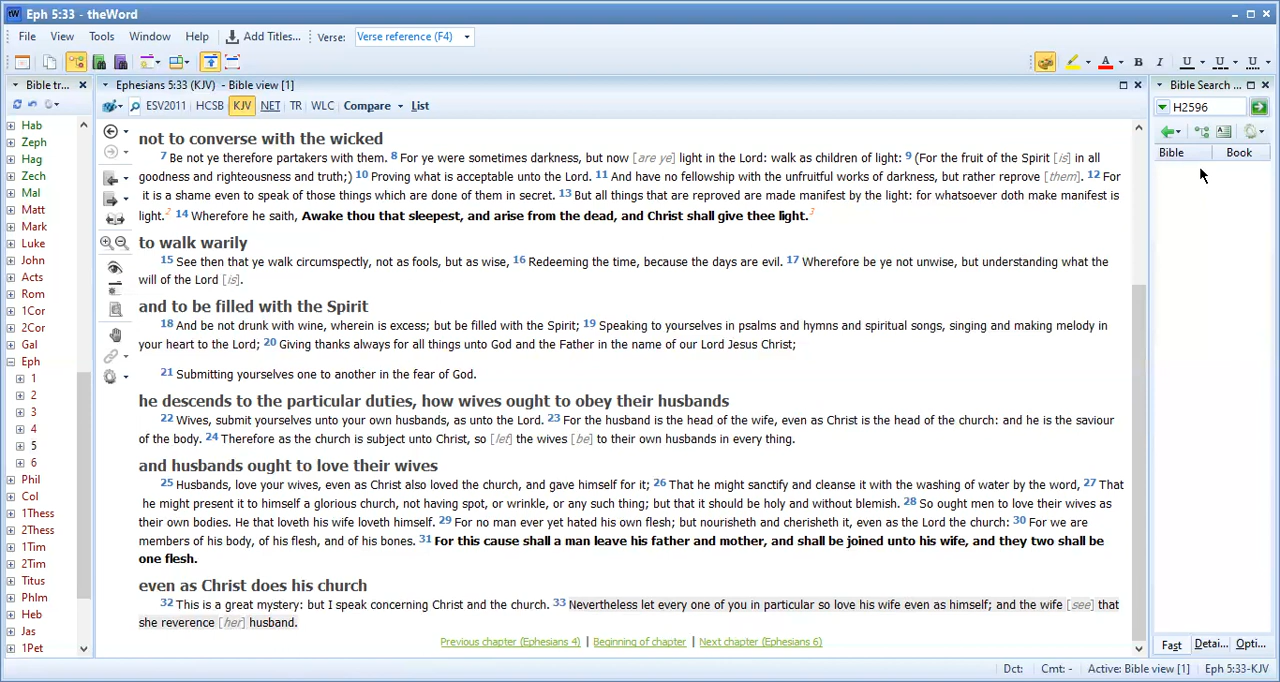 Eph 5:33 - theWord
File View Tools Window Help Add Titles... Verse: Verse reference (F4)
B I U U U
Bible tr...
Ephesians 5:33 (KJV) - Bible view [1]
Bible Search ...
ESV2011 HCSB KJV NET TR WLC Compare List
H2596
Bible Book
Hab
Zeph
Hag
Zech
Mal
Matt
Mark
Luke
John
Acts
Rom
1Cor
2Cor
Gal
Eph
1
2
3
4
5
6
Phil
Col
1Thess
2Thess
1Tim
2Tim
Titus
Phlm
Heb
Jas
1Pet
not to converse with the wicked
7 Be not ye therefore partakers with them. 8 For ye were sometimes darkness, but now [are ye] light in the Lord: walk as children of light: 9 (For the fruit of the Spirit [is] in all
goodness and righteousness and truth;) 10 Proving what is acceptable unto the Lord. 11 And have no fellowship with the unfruitful works of darkness, but rather reprove [them]. 12 For
it is a shame even to speak of those things which are done of them in secret. 13 But all things that are reproved are made manifest by the light: for whatsoever doth make manifest is
light.2 14 Wherefore he saith, Awake thou that sleepest, and arise from the dead, and Christ shall give thee light.3
to walk warily
15 See then that ye walk circumspectly, not as fools, but as wise, 16 Redeeming the time, because the days are evil. 17 Wherefore be ye not unwise, but understanding what the
will of the Lord [is].
and to be filled with the Spirit
18 And be not drunk with wine, wherein is excess; but be filled with the Spirit; 19 Speaking to yourselves in psalms and hymns and spiritual songs, singing and making melody in
your heart to the Lord; 20 Giving thanks always for all things unto God and the Father in the name of our Lord Jesus Christ;
21 Submitting yourselves one to another in the fear of God.
he descends to the particular duties, how wives ought to obey their husbands
22 Wives, submit yourselves unto your own husbands, as unto the Lord. 23 For the husband is the head of the wife, even as Christ is the head of the church: and he is the saviour
of the body. 24 Therefore as the church is subject unto Christ, so [let] the wives [be] to their own husbands in every thing.
and husbands ought to love their wives
25 Husbands, love your wives, even as Christ also loved the church, and gave himself for it; 26 That he might sanctify and cleanse it with the washing of water by the word, 27 That
he might present it to himself a glorious church, not having spot, or wrinkle, or any such thing; but that it should be holy and without blemish. 28 So ought men to love their wives as
their own bodies. He that loveth his wife loveth himself. 29 For no man ever yet hated his own flesh; but nourisheth and cherisheth it, even as the Lord the church: 30 For we are
members of his body, of his flesh, and of his bones. 31 For this cause shall a man leave his father and mother, and shall be joined unto his wife, and they two shall be
one flesh.
even as Christ does his church
32 This is a great mystery: but I speak concerning Christ and the church. 33 Nevertheless let every one of you in particular so love his wife even as himself; and the wife [see] that
she reverence [her] husband.
Previous chapter (Ephesians 4) | Beginning of chapter | Next chapter (Ephesians 6)
Fast Detai... Opti...
Dct: Cmt: - Active: Bible view [1] Eph 5:33-KJV